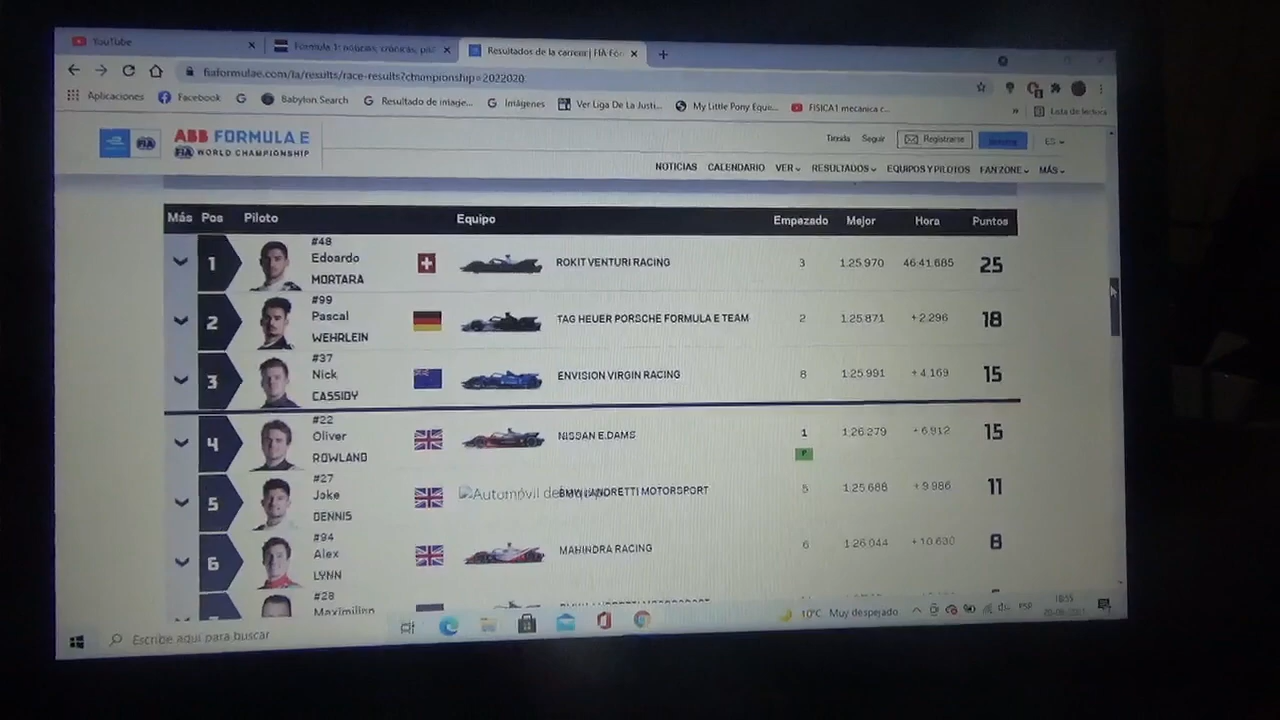 YouTube
Formula 1: noticias, crónicas,
Resultados de la carrera | FIA For
fiaformulae.com/la/results/race-results?championship=2022020
Aplicaciones Facebook G Babylon Search Resultado de image... Imágenes Ver Liga De La Justi... My Little Pony Eque... FISICA1 mecanica c... » Lista de lectura
ABB FORMULA E
FIA WORLD CHAMPIONSHIP
Tienda Seguir Registrarse ES
NOTICIAS CALENDARIO VER RESULTADOS EQUIPOS Y PILOTOS FANZONE MÁS
Más Pos Piloto Equipo Empezado Mejor Hora Puntos
1 #48 Edoardo MORTARA ROKIT VENTURI RACING 3 1:25.970 46:41.685 25
2 #99 Pascal WEHRLEIN TAG HEUER PORSCHE FORMULA E TEAM 2 1:25.871 +2.296 18
3 #37 Nick CASSIDY ENVISION VIRGIN RACING 8 1:25.991 +4.169 15
4 #22 Oliver ROWLAND NISSAN E.DAMS 1 P 1:26.279 +6.912 15
5 #27 Jake DENNIS Automóvil de BMW I ANDRETTI MOTORSPORT 5 1:25.688 +9.986 11
6 #94 Alex LYNN MAHINDRA RACING 6 1:26.044 +10.630 8
#28 Maximilian
Escribe aquí para buscar 10°C Muy despejado ESP 18:55